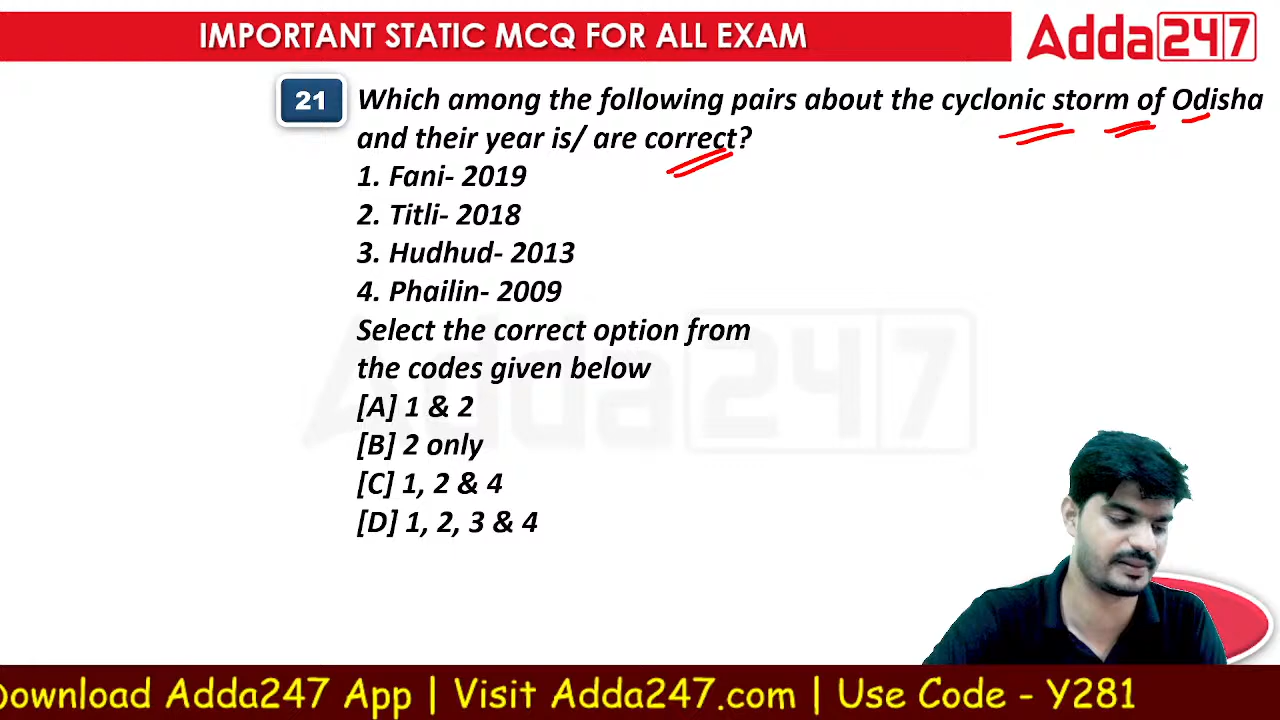 IMPORTANT STATIC MCQ FOR ALL EXAM
Adda247
21
Which among the following pairs about the cyclonic storm of Odisha
and their year is/ are correct?
1. Fani- 2019
2. Titli- 2018
3. Hudhud- 2013
4. Phailin- 2009
Select the correct option from
the codes given below
[A] 1 & 2
[B] 2 only
[C] 1, 2 & 4
[D] 1, 2, 3 & 4
Adda247
Download Adda247 App | Visit Adda247.com | Use Code - Y281